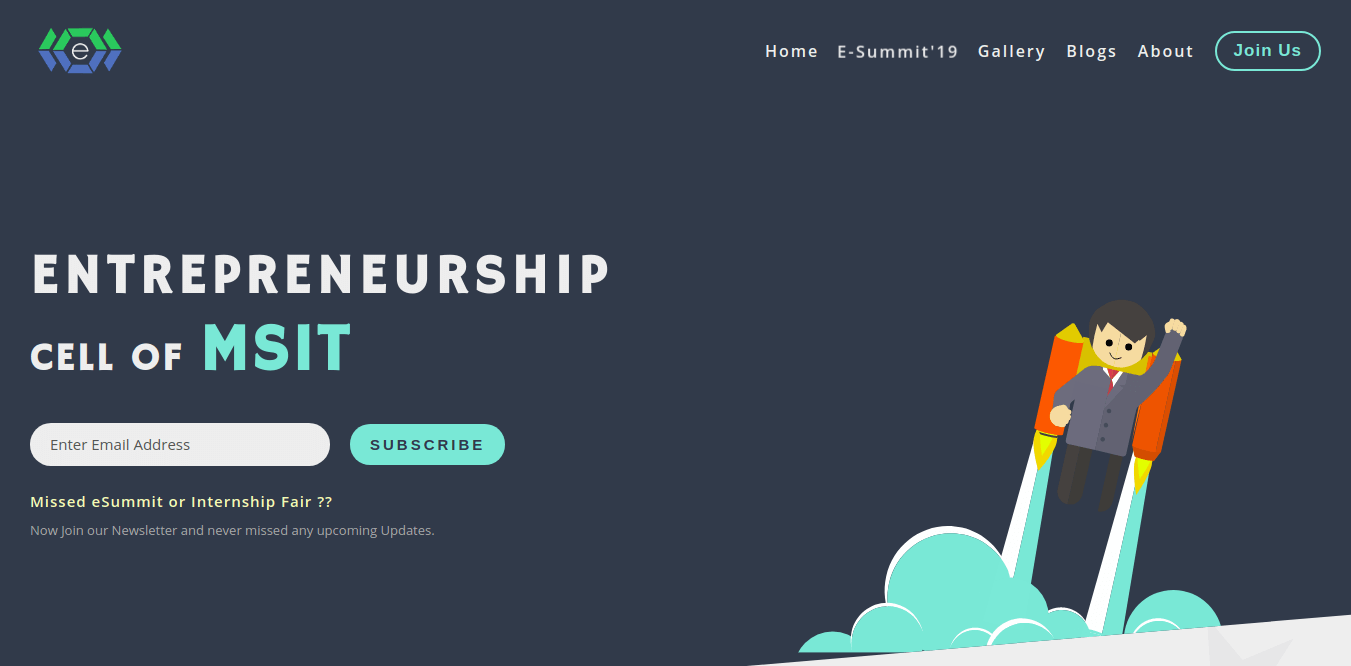 e
Home E-Summit'19 Gallery Blogs About Join Us
ENTREPRENEURSHIP
CELL OF MSIT
Enter Email Address SUBSCRIBE
Missed eSummit or Internship Fair ??
Now Join our Newsletter and never missed any upcoming Updates.